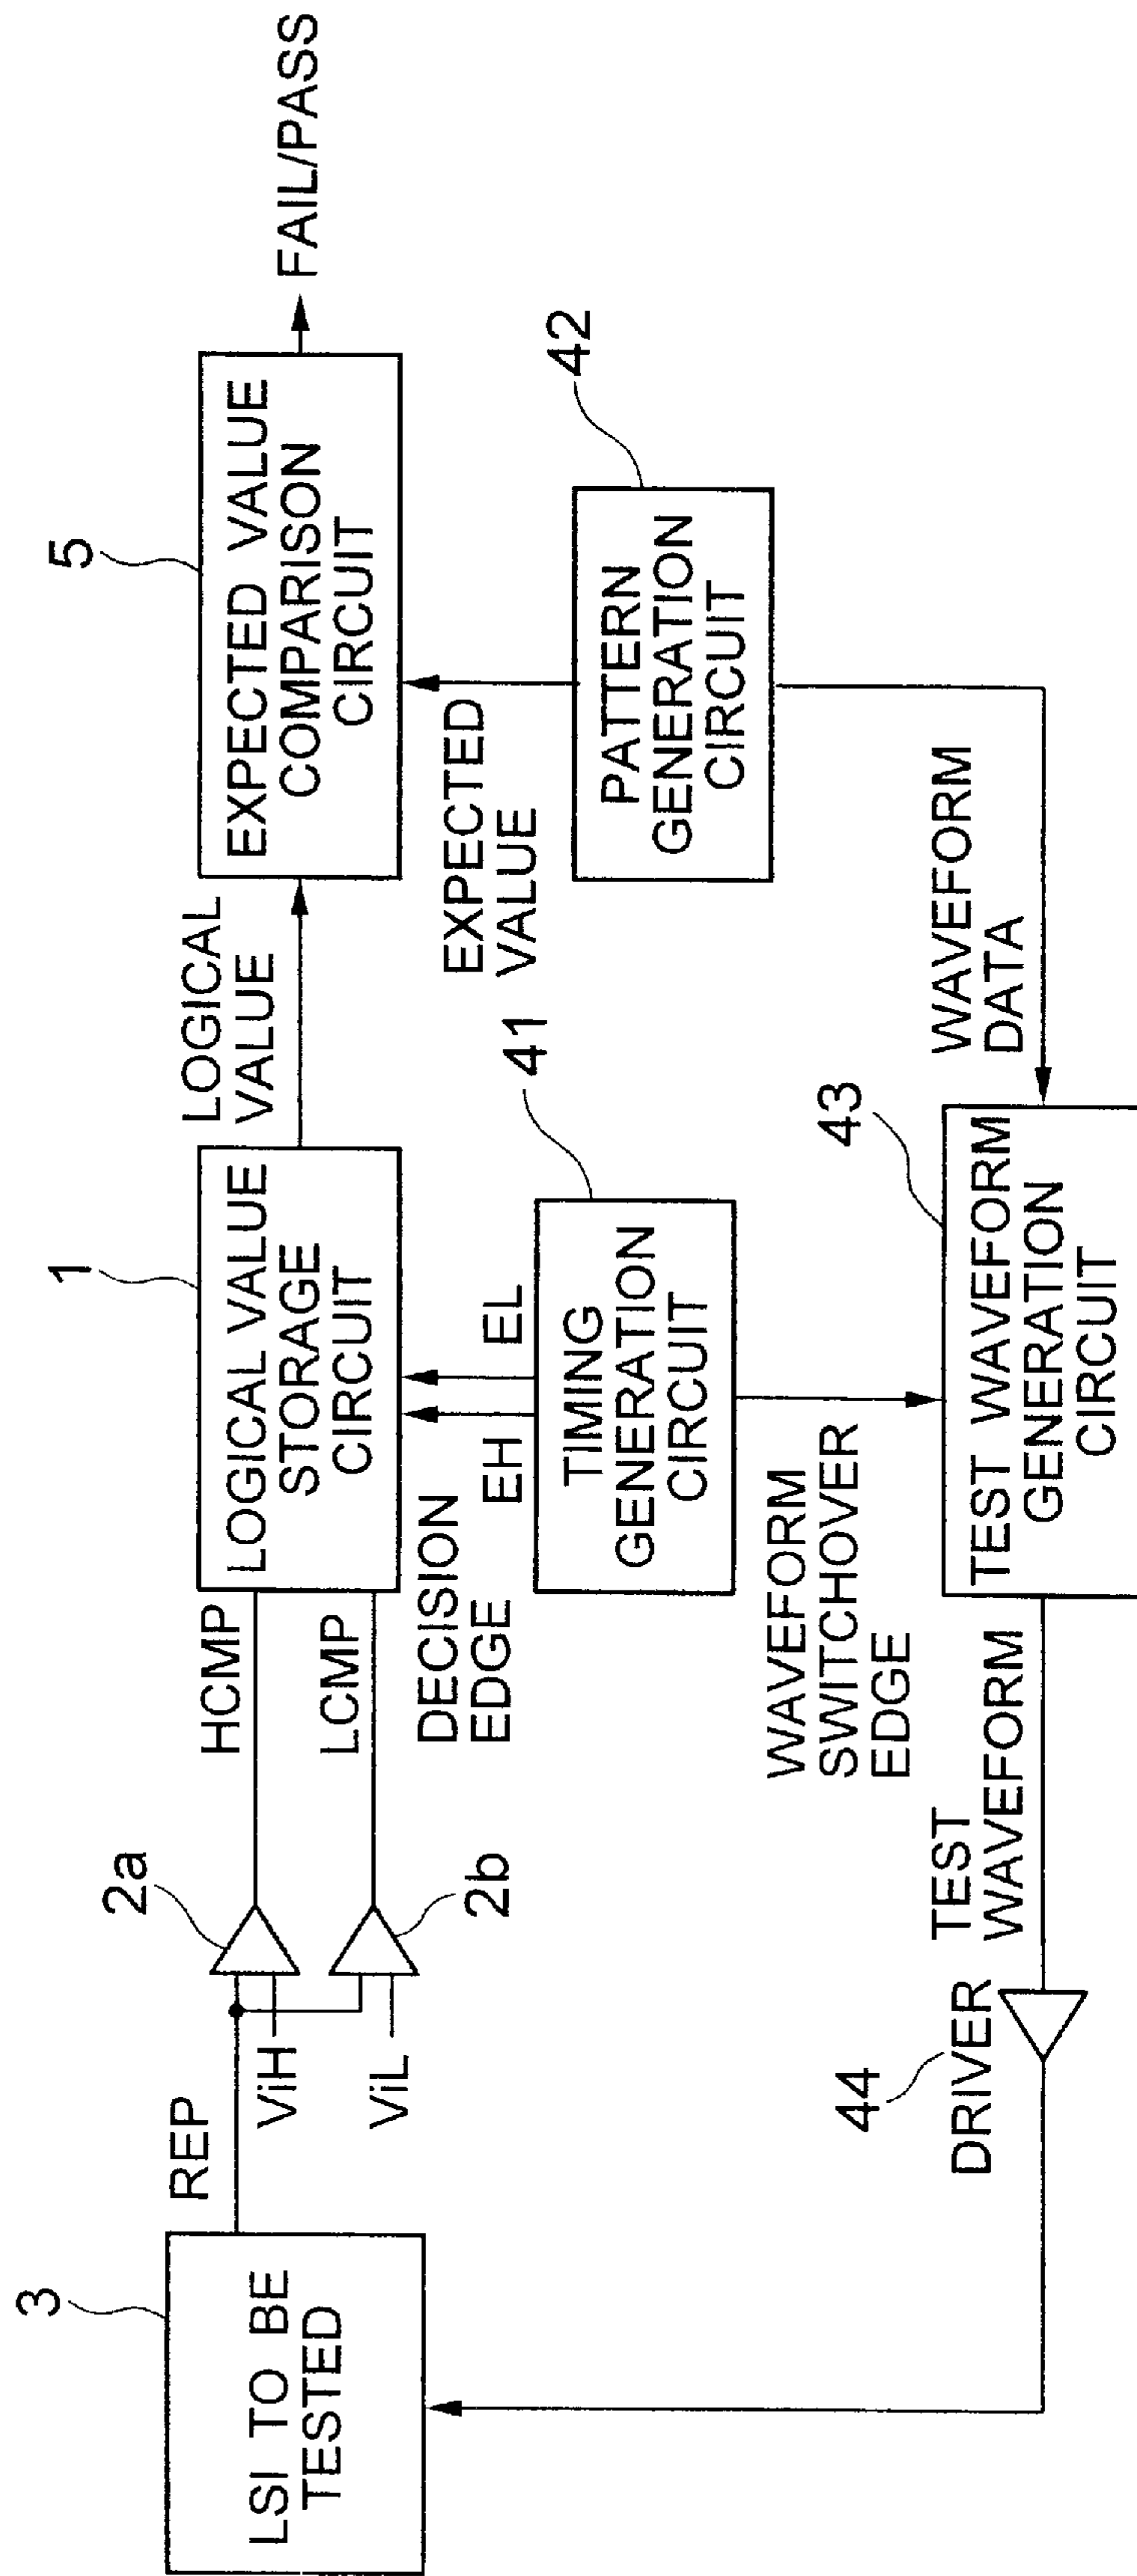 3
LSI TO BE
TESTED
REP
ViH
ViL
2a
2b
HCMP
LCMP
1
LOGICAL VALUE
STORAGE
CIRCUIT
LOGICAL
VALUE
5
EXPECTED VALUE
COMPARISON
CIRCUIT
FAIL/PASS
DECISION
EDGE
EH
EL
41
TIMING
GENERATION
CIRCUIT
EXPECTED
VALUE
42
PATTERN
GENERATION
CIRCUIT
WAVEFORM
SWITCHOVER
EDGE
WAVEFORM
DATA
44
DRIVER
TEST
WAVEFORM
43
TEST WAVEFORM
GENERATION
CIRCUIT